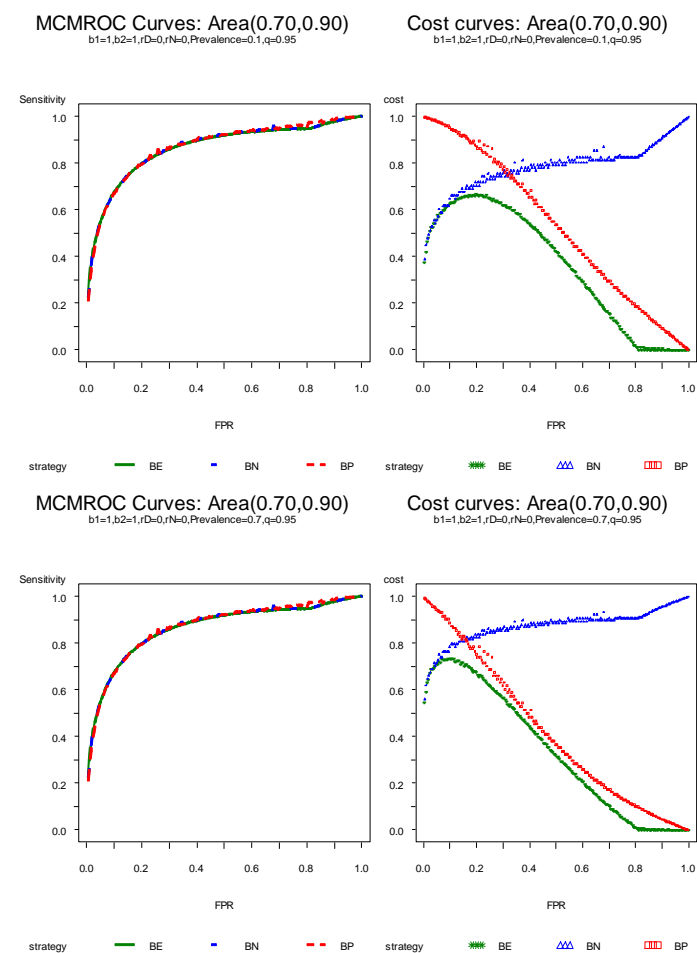 MCMROC Curves: Area(0.70,0.90)
b1=1,b2=1,rD=0,rN=0,Prevalence=0.1,q=0.95
Sensitivity
1.0
0.8
0.6
0.4
0.2
0.0
0.0 0.2 0.4 0.6 0.8 1.0
FPR
strategy BE BN BP
Cost curves: Area(0.70,0.90)
b1=1,b2=1,rD=0,rN=0,Prevalence=0.1,q=0.95
cost
1.0
0.8
0.6
0.4
0.2
0.0
0.0 0.2 0.4 0.6 0.8 1.0
FPR
strategy BE BN BP
MCMROC Curves: Area(0.70,0.90)
b1=1,b2=1,rD=0,rN=0,Prevalence=0.7,q=0.95
Sensitivity
1.0
0.8
0.6
0.4
0.2
0.0
0.0 0.2 0.4 0.6 0.8 1.0
FPR
strategy BE BN BP
Cost curves: Area(0.70,0.90)
b1=1,b2=1,rD=0,rN=0,Prevalence=0.7,q=0.95
cost
1.0
0.8
0.6
0.4
0.2
0.0
0.0 0.2 0.4 0.6 0.8 1.0
FPR
strategy BE BN BP